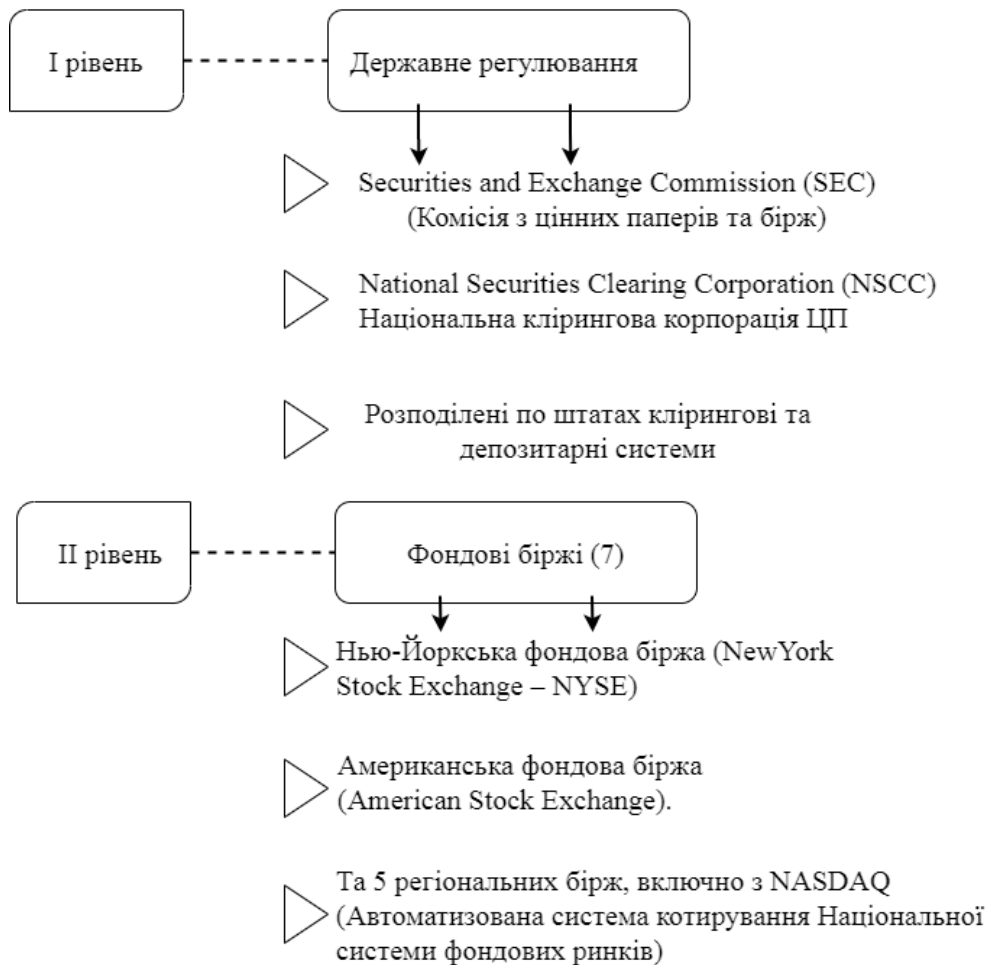 I рівень
Державне регулювання
Securities and Exchange Commission (SEC)
(Комісія з цінних паперів та бірж)
National Securities Clearing Corporation (NSCC)
Національна клірингова корпорація ЦП
Розподілені по штатах клірингові та
депозитарні системи
II рівень
Фондові біржі (7)
Нью-Йоркська фондова біржа (NewYork
Stock Exchange – NYSE)
Американська фондова біржа
(American Stock Exchange).
Та 5 регіональних бірж, включно з NASDAQ
(Автоматизована система котирування Національної
системи фондових ринків)